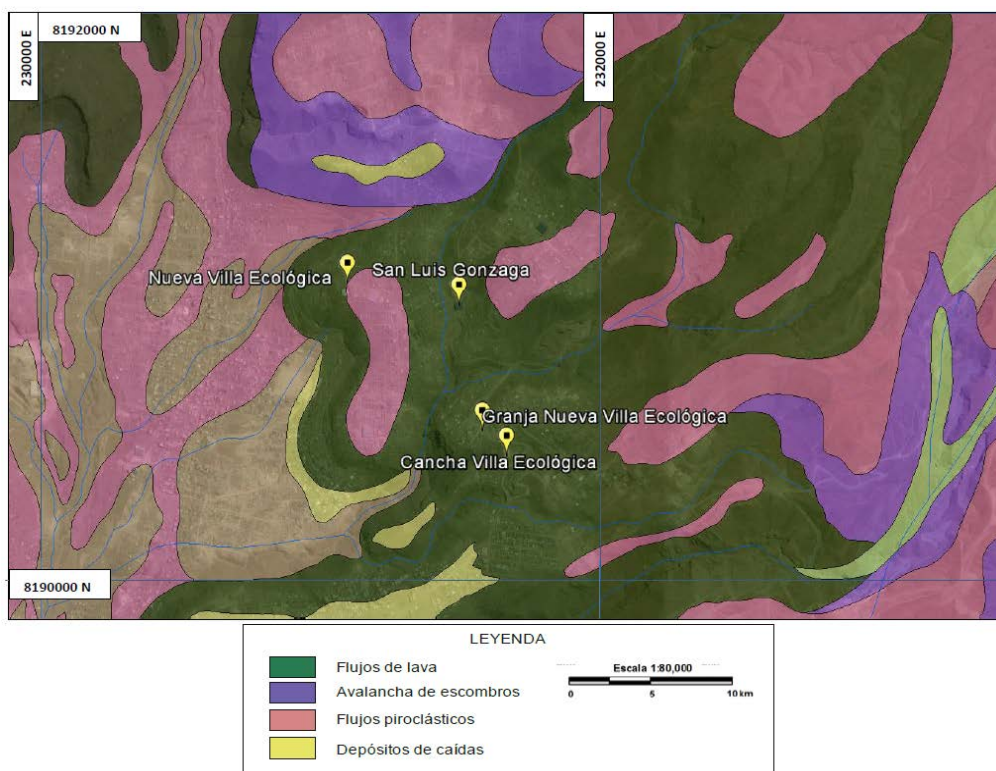 8192000 N
230000 E
232000 E
Nueva Villa Ecológica
San Luis Gonzaga
Granja Nueva Villa Ecológica
Cancha Villa Ecológica
8190000 N
LEYENDA
Flujos de lava
Avalancha de escombros
Flujos piroclásticos
Depósitos de caídas
Escala 1:80,000
0 5 10 km